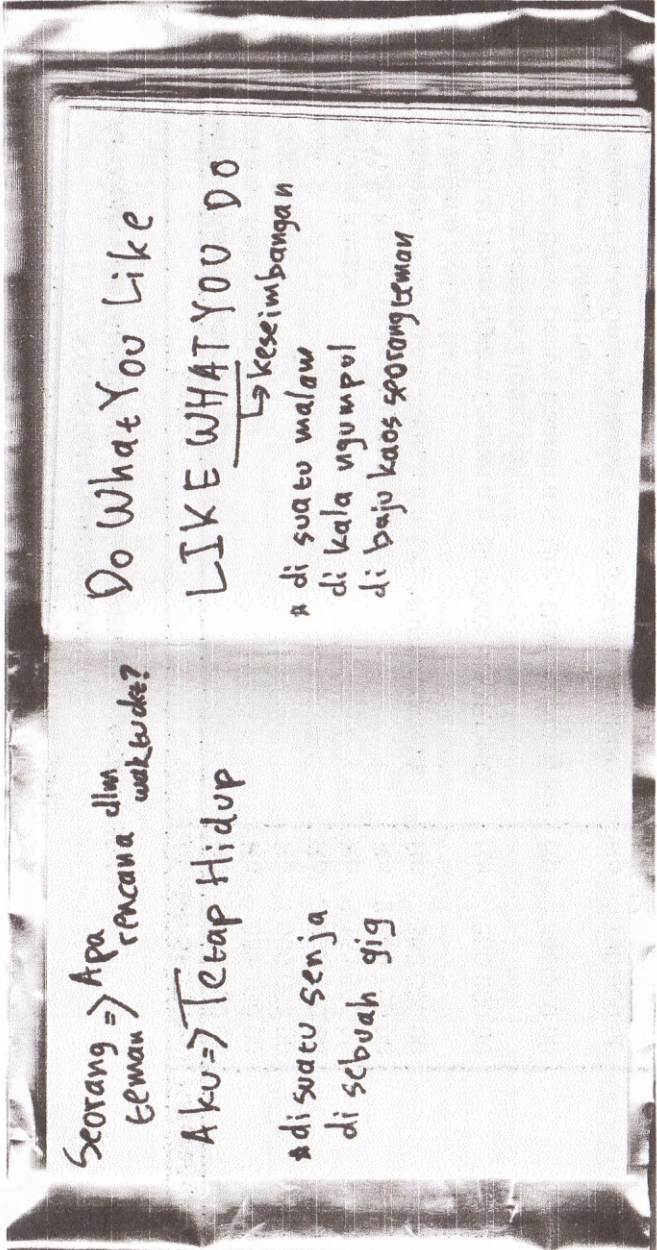 Seorang => Apa
teman rencana dlm
waktu dkt?
Aku => Tetap Hidup
* di suatu senja
di sebuah gig
Do What You Like
LIKE WHAT YOU DO
↳ keseimbangan
* di suatu malam
di kala ngumpul
di baju kaos seorang teman